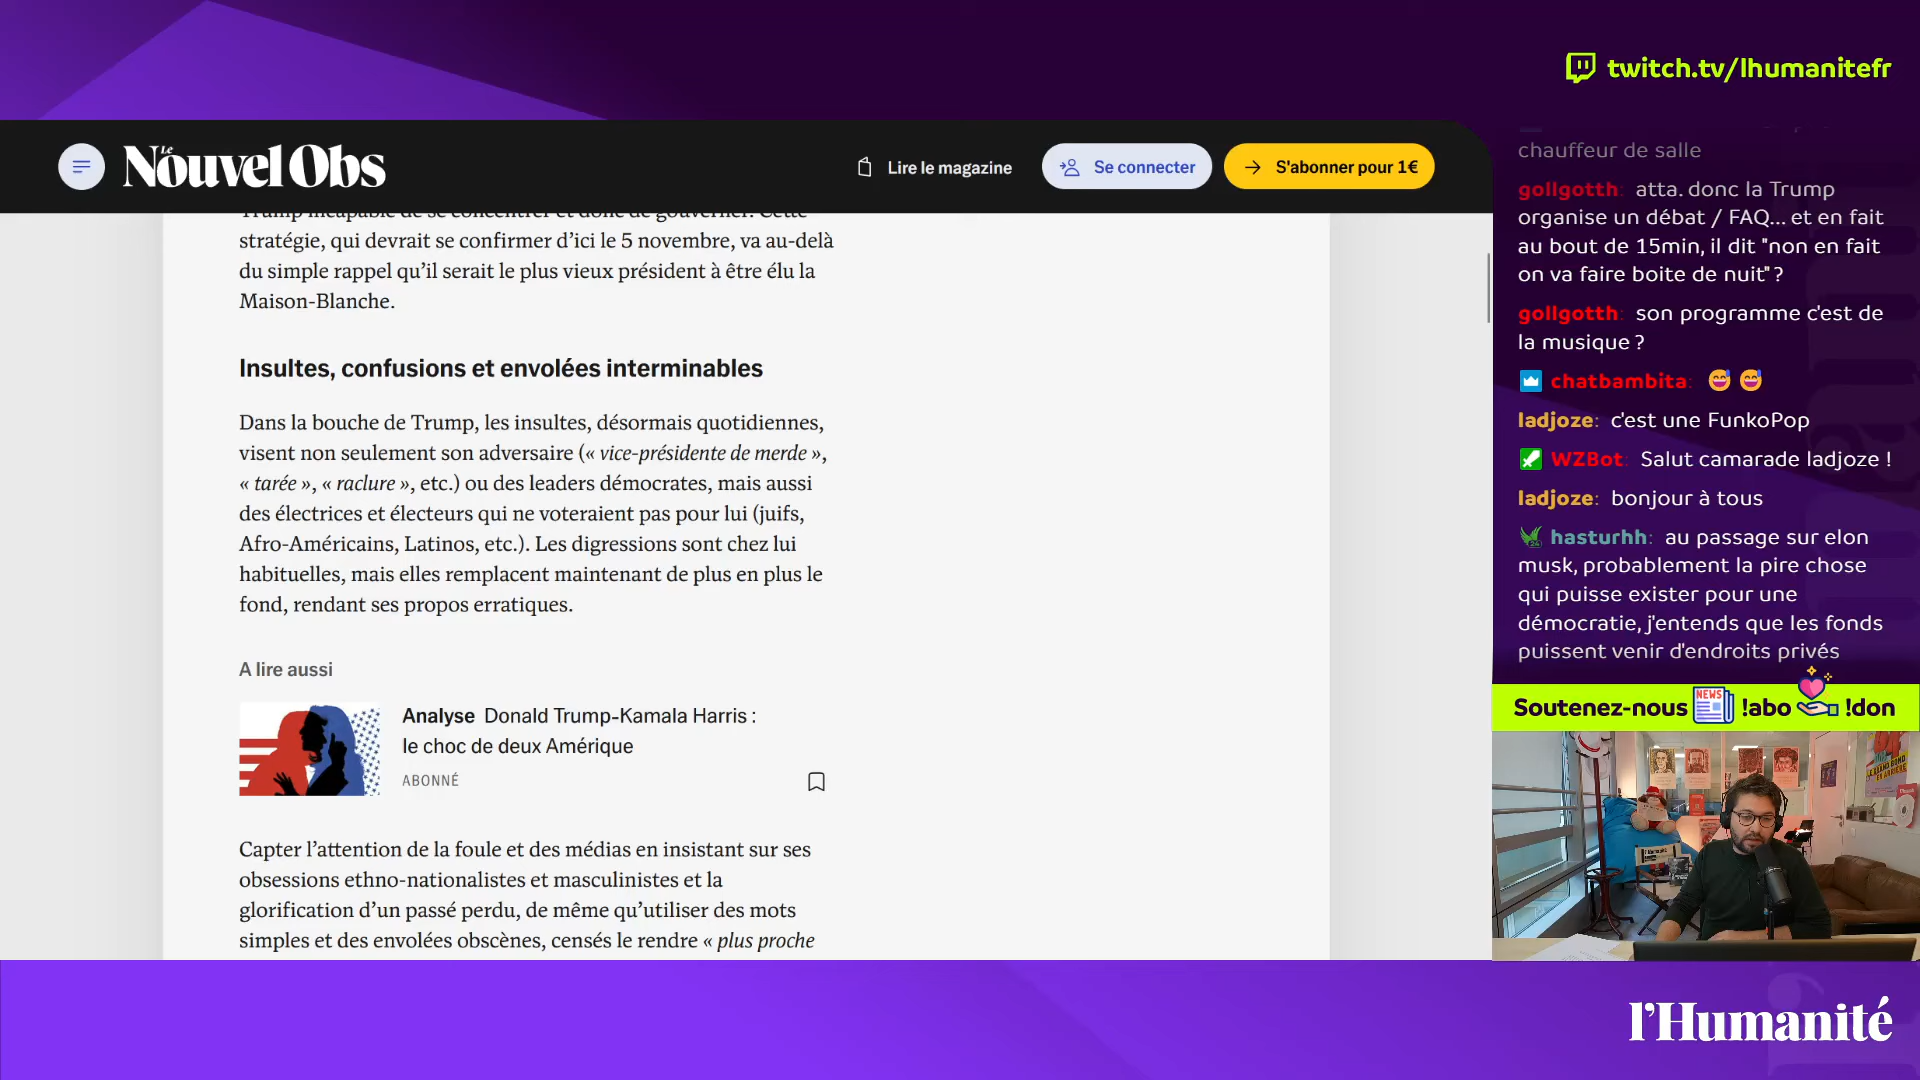 twitch.tv/lhumanitefr
Le
Nouvel Obs
Lire le magazine
Se connecter
S'abonner pour 1€
Trump incapable de se concentrer et donc de gouverner. Cette
stratégie, qui devrait se confirmer d’ici le 5 novembre, va au-delà
du simple rappel qu’il serait le plus vieux président à être élu la
Maison-Blanche.
Insultes, confusions et envolées interminables
Dans la bouche de Trump, les insultes, désormais quotidiennes,
visent non seulement son adversaire (« vice-présidente de merde »,
« tarée », « raclure », etc.) ou des leaders démocrates, mais aussi
des électrices et électeurs qui ne voteraient pas pour lui (juifs,
Afro-Américains, Latinos, etc.). Les digressions sont chez lui
habituelles, mais elles remplacent maintenant de plus en plus le
fond, rendant ses propos erratiques.
A lire aussi
Analyse Donald Trump-Kamala Harris :
le choc de deux Amérique
ABONNÉ
Capter l’attention de la foule et des médias en insistant sur ses
obsessions ethno-nationalistes et masculinistes et la
glorification d’un passé perdu, de même qu’utiliser des mots
simples et des envolées obscènes, censés le rendre « plus proche
chauffeur de salle
gollgotth: atta. donc la Trump
organise un débat / FAQ... et en fait
au bout de 15min, il dit "non en fait
on va faire boite de nuit" ?
gollgotth: son programme c'est de
la musique ?
chatbambita:
ladjoze: c'est une FunkoPop
WZBot: Salut camarade ladjoze !
ladjoze: bonjour à tous
hasturhh: au passage sur elon
musk, probablement la pire chose
qui puisse exister pour une
démocratie, j'entends que les fonds
puissent venir d'endroits privés
Soutenez-nous NEWS !abo !don
l'Humanité